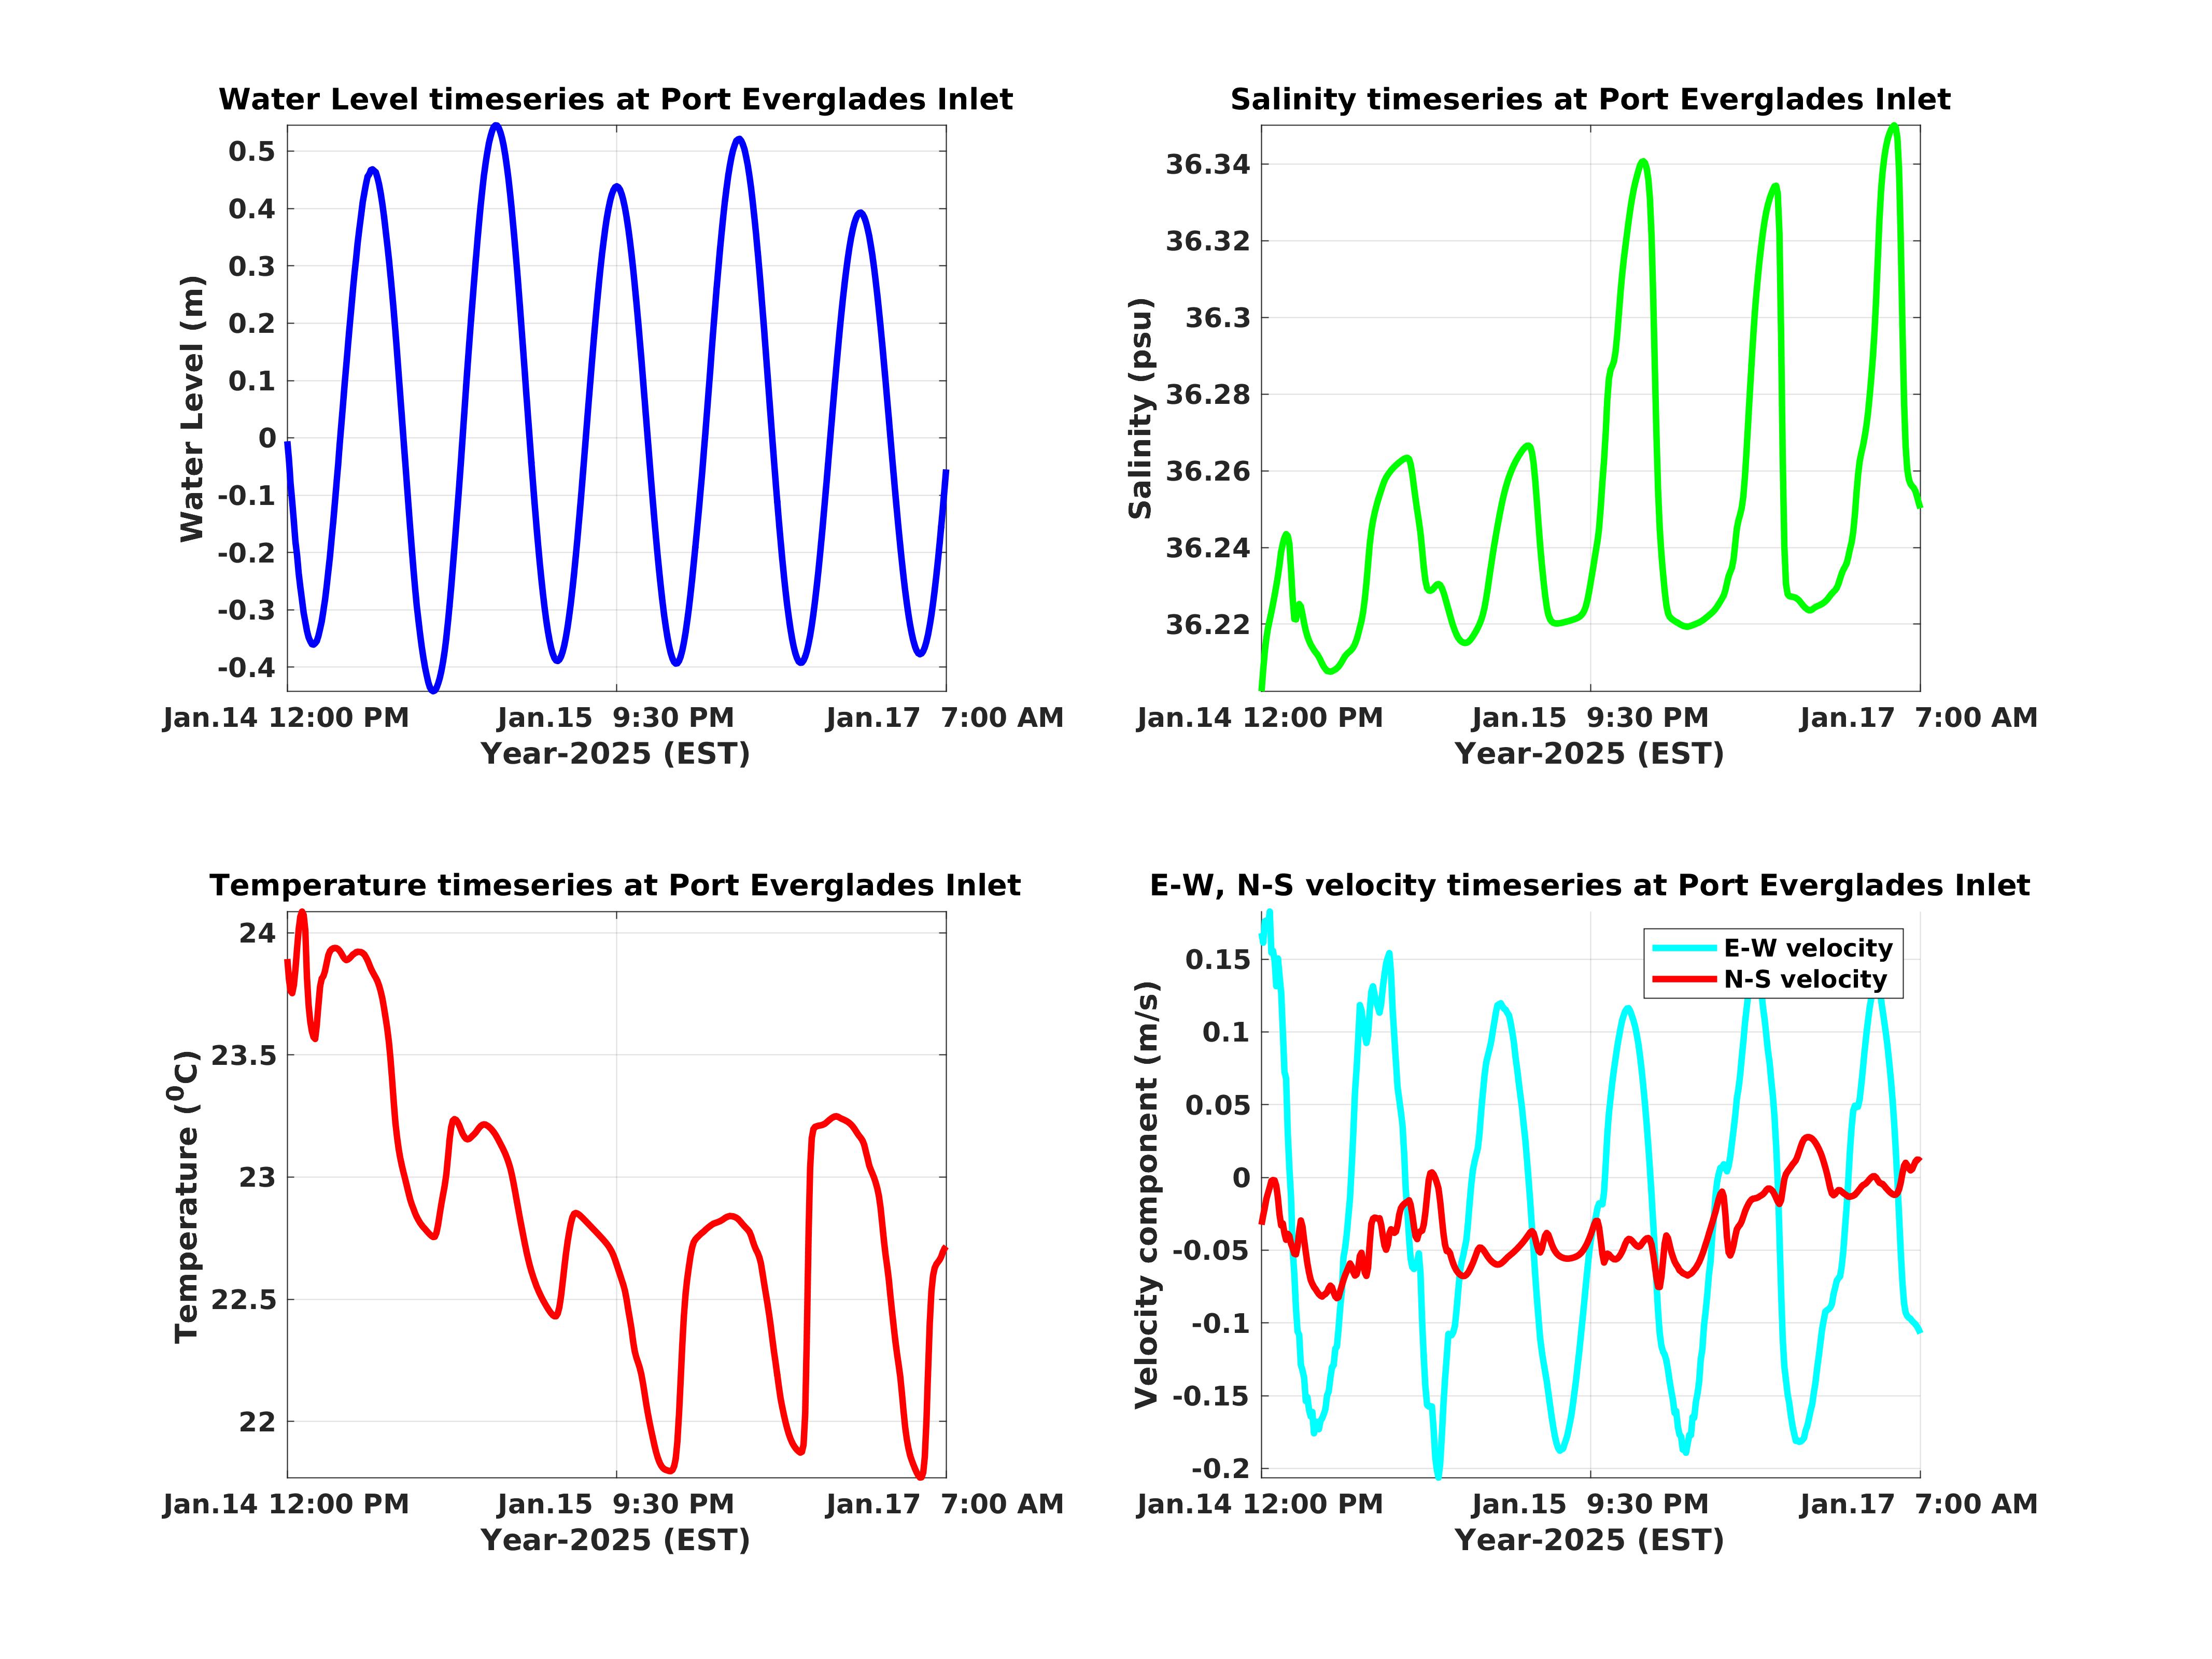 Water Level timeseries at Port Everglades Inlet
0.5
0.4
0.3
0.2
0.1
0
-0.1
-0.2
-0.3
-0.4
Water Level (m)
Jan.14 12:00 PM
Jan.15  9:30 PM
Jan.17  7:00 AM
Year-2025 (EST)
Salinity timeseries at Port Everglades Inlet
36.34
36.32
36.3
36.28
36.26
36.24
36.22
Salinity (psu)
Jan.14 12:00 PM
Jan.15  9:30 PM
Jan.17  7:00 AM
Year-2025 (EST)
Temperature timeseries at Port Everglades Inlet
24
23.5
23
22.5
22
Temperature (⁰C)
Jan.14 12:00 PM
Jan.15  9:30 PM
Jan.17  7:00 AM
Year-2025 (EST)
E-W, N-S velocity timeseries at Port Everglades Inlet
E-W velocity
N-S velocity
0.15
0.1
0.05
0
-0.05
-0.1
-0.15
-0.2
Velocity component (m/s)
Jan.14 12:00 PM
Jan.15  9:30 PM
Jan.17  7:00 AM
Year-2025 (EST)